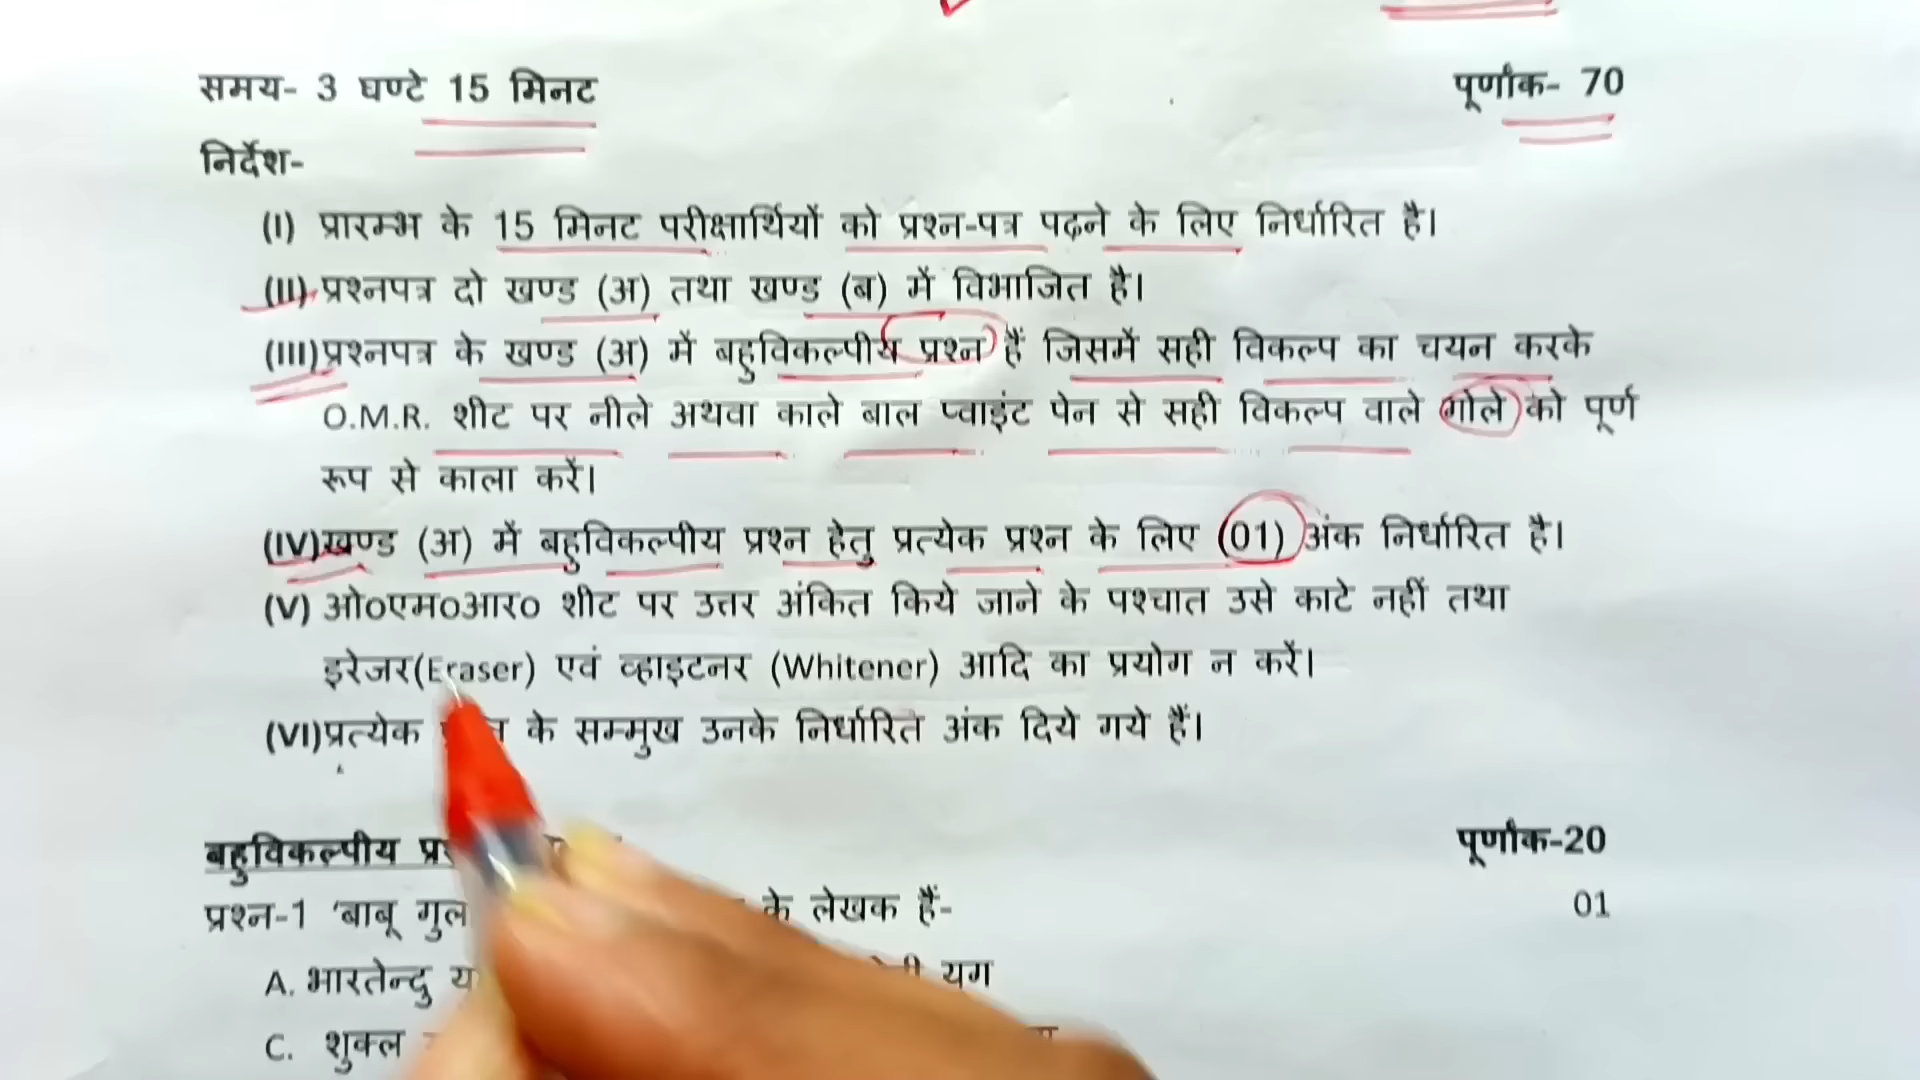 समय- 3 घण्टे 15 मिनट पूर्णांक- 70
निर्देश-
(I) प्रारम्भ के 15 मिनट परीक्षार्थियों को प्रश्न-पत्र पढ़ने के लिए निर्धारित है।
(II) प्रश्नपत्र दो खण्ड (अ) तथा खण्ड (ब) में विभाजित है।
(III) प्रश्नपत्र के खण्ड (अ) में बहुविकल्पीय प्रश्न हैं जिसमें सही विकल्प का चयन करके
O.M.R. शीट पर नीले अथवा काले बाल प्वाइंट पेन से सही विकल्प वाले गोले को पूर्ण
रूप से काला करें।
(IV) खण्ड (अ) में बहुविकल्पीय प्रश्न हेतु प्रत्येक प्रश्न के लिए (01) अंक निर्धारित है।
(V) ओ०एम०आर० शीट पर उत्तर अंकित किये जाने के पश्चात उसे काटे नहीं तथा
इरेजर(Eraser) एवं व्हाइटनर (Whitener) आदि का प्रयोग न करें।
(VI) प्रत्येक के सम्मुख उनके निर्धारित अंक दिये गये हैं।
बहुविकल्पीय पूर्णांक-20
प्रश्न-1 'बाबू के लेखक हैं- 01
A. भारतेन्दु युग
C. शुक्ल